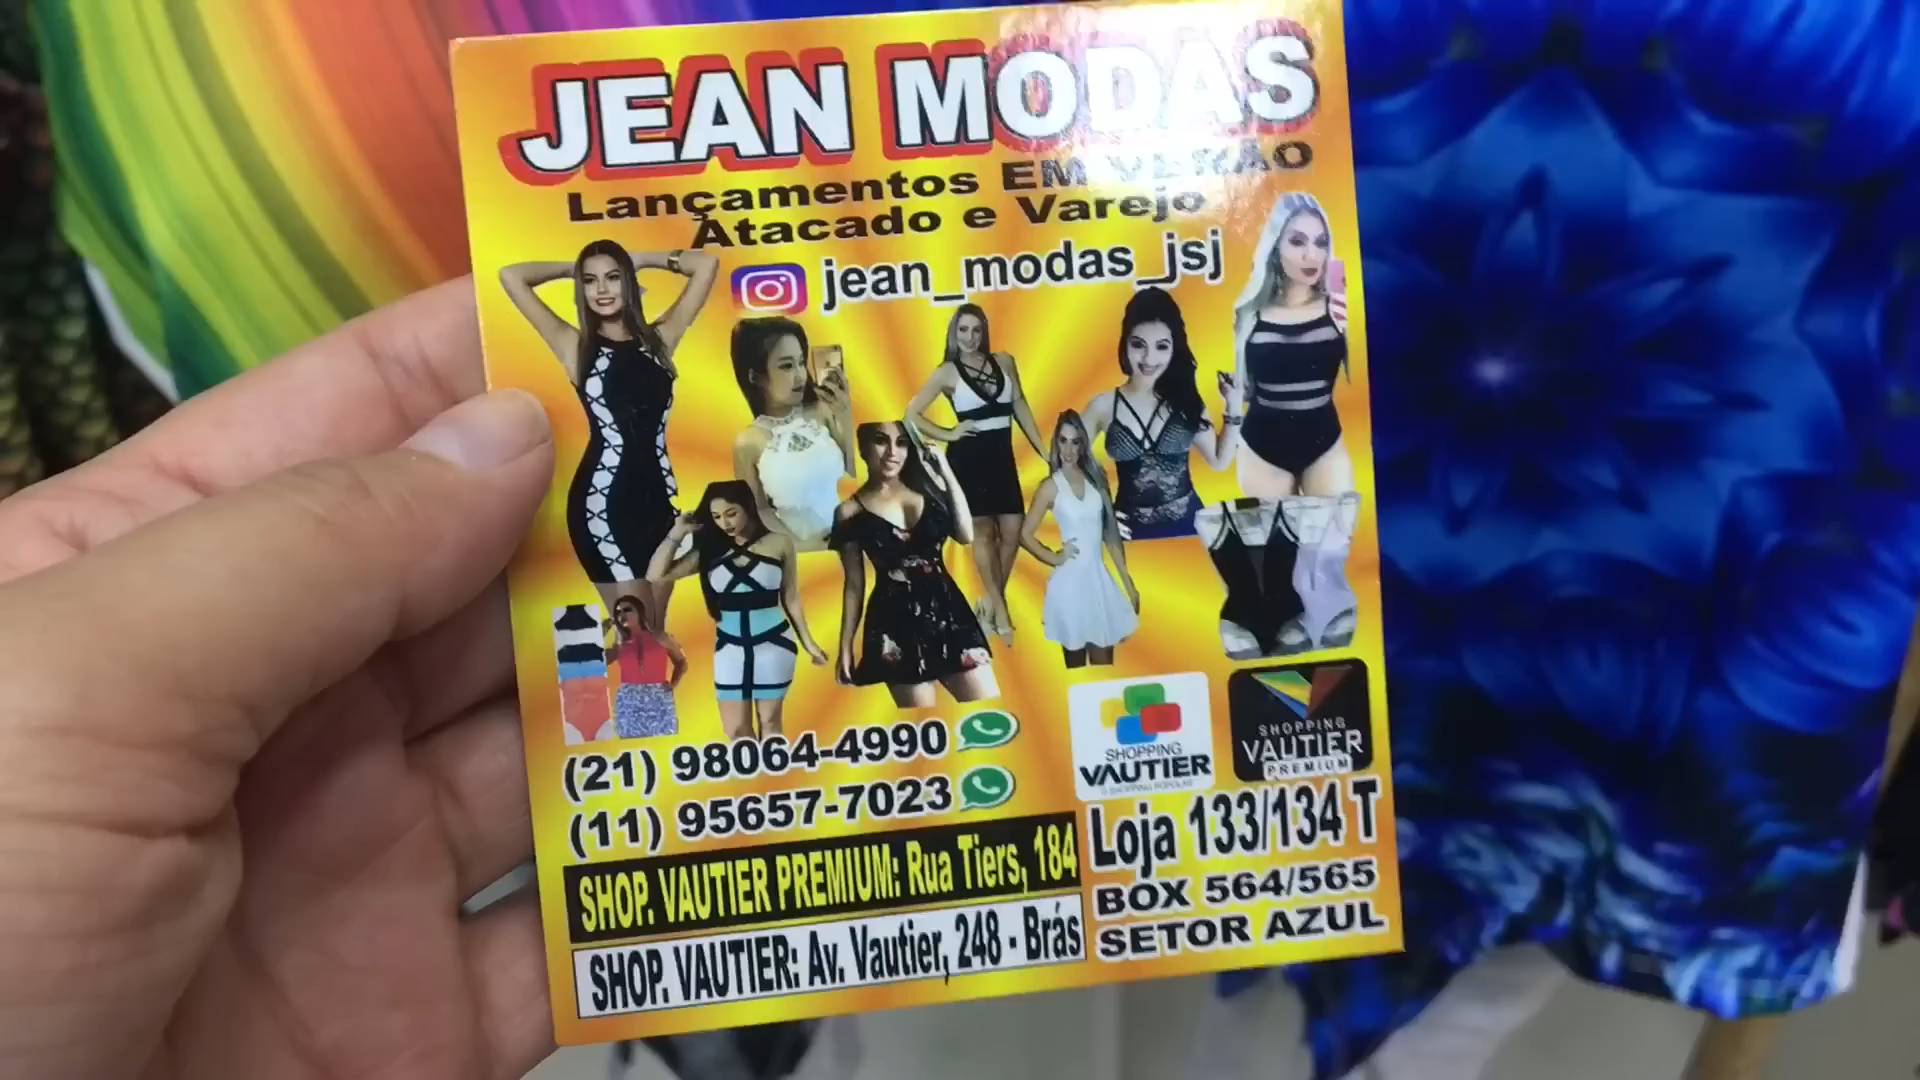 JEAN MODAS
Lançamentos EM VERÃO
Atacado e Varejo
jean_modas_jsj
(21) 98064-4990
(11) 95657-7023
SHOP. VAUTIER PREMIUM: Rua Tiers, 184
SHOP. VAUTIER: Av. Vautier, 248 - Brás
SHOPPING
VAUTIER
O SHOPPING POPULAR
SHOPPING
VAUTIER
PREMIUM
Loja 133/134 T
BOX 564/565
SETOR AZUL